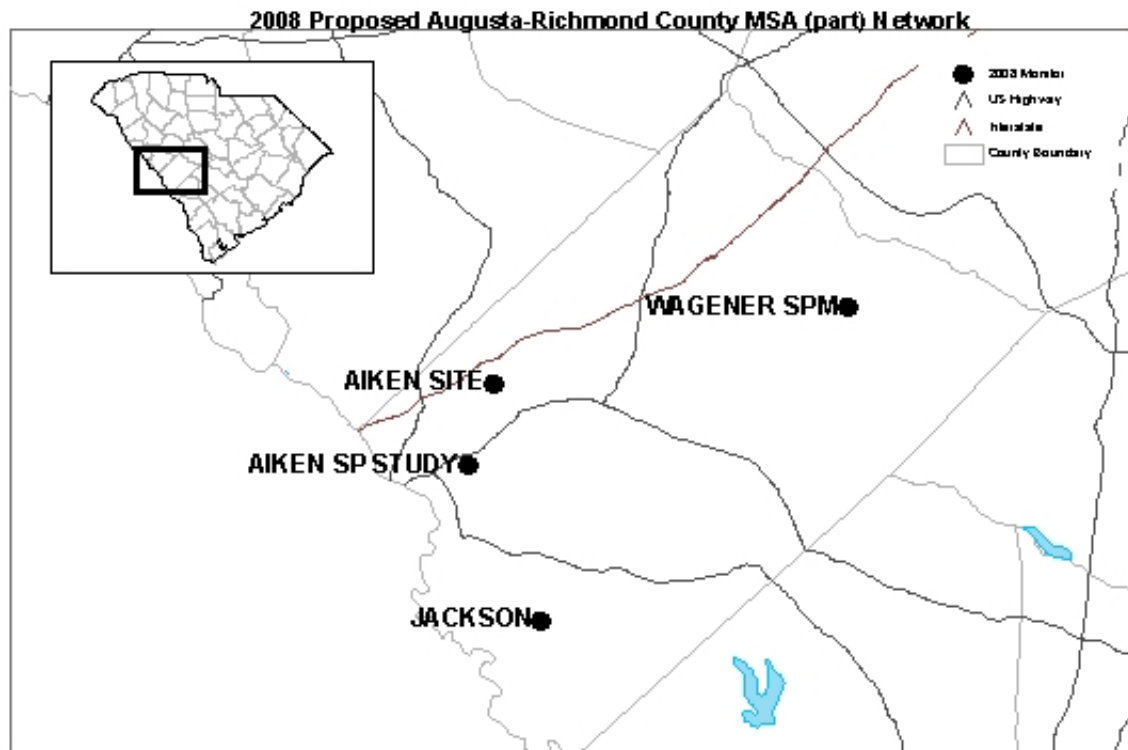 2008 Proposed Augusta-Richmond County MSA (part) Network
2008 Monitor
US Highway
Interstate
County Boundary
WAGENER SPM
AIKEN SITE
AIKEN SP STUDY
JACKSON